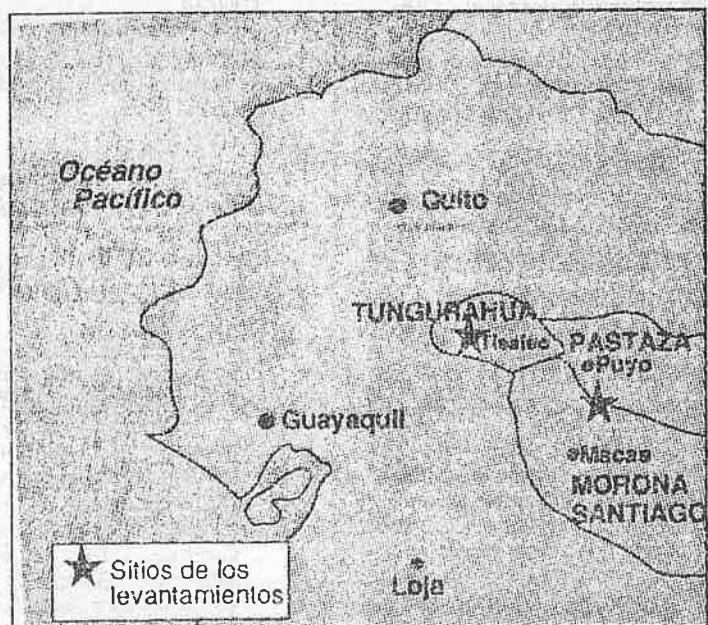 Océano
Pacífico
Quito
TUNGURAHUA
Tisaleo
PASTAZA
Puyo
Guayaquil
Macas
MORONA
SANTIAGO
Loja
Sitios de los
levantamientos